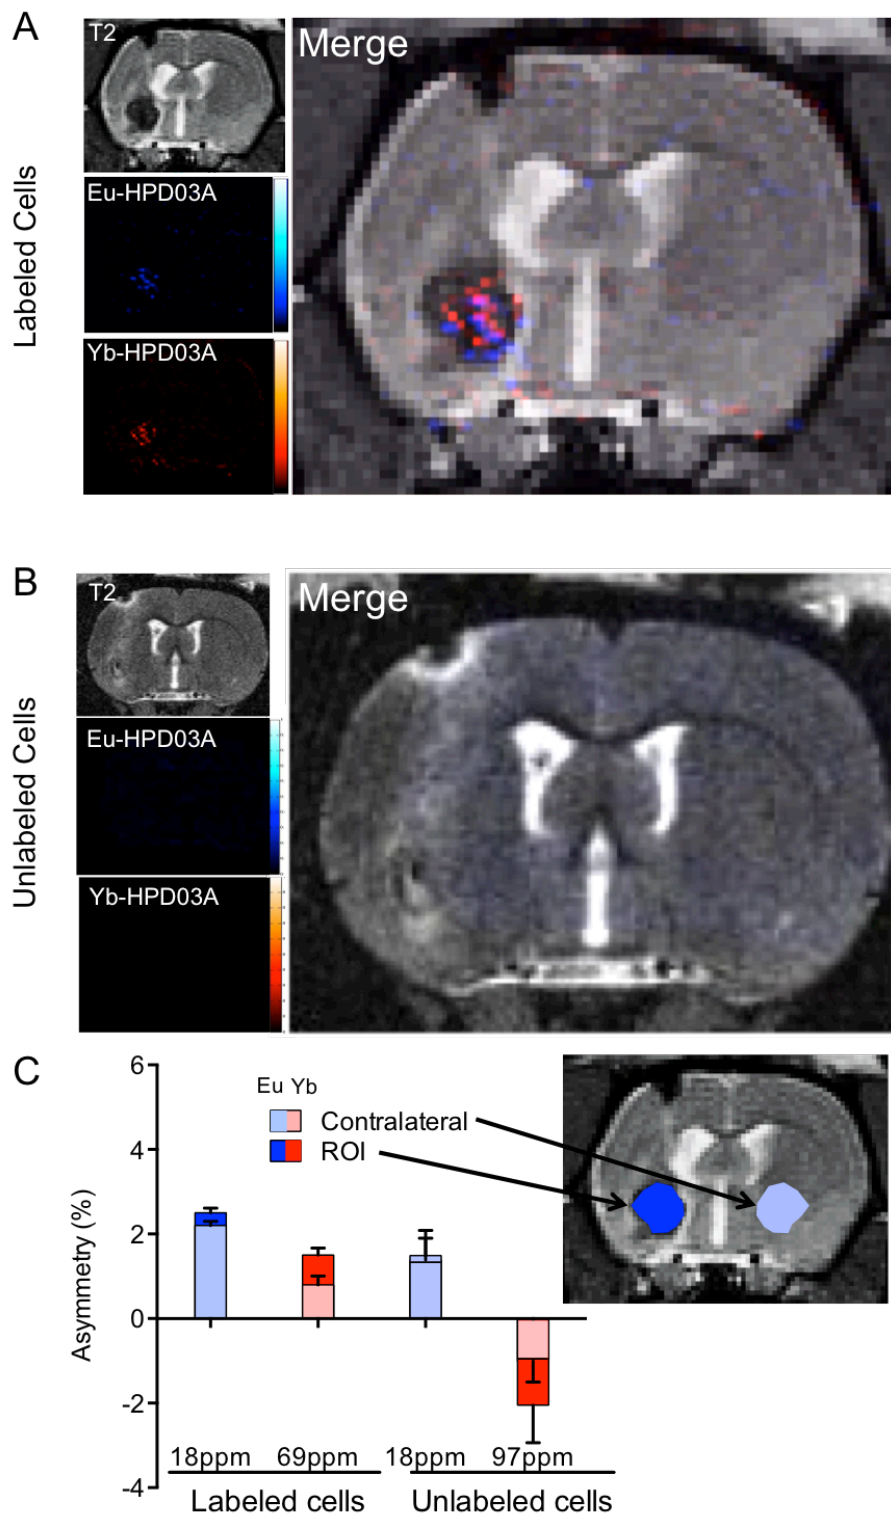 A
T2
Merge
Eu-HPD03A
Yb-HPD03A
Labeled Cells
B
T2
Merge
Eu-HPD03A
Yb-HPD03A
Unlabeled Cells
C
6
4
2
0
-2
-4
Asymmetry (%)
Eu Yb
Contralateral
ROI
18ppm 69ppm 18ppm 97ppm
Labeled cells Unlabeled cells